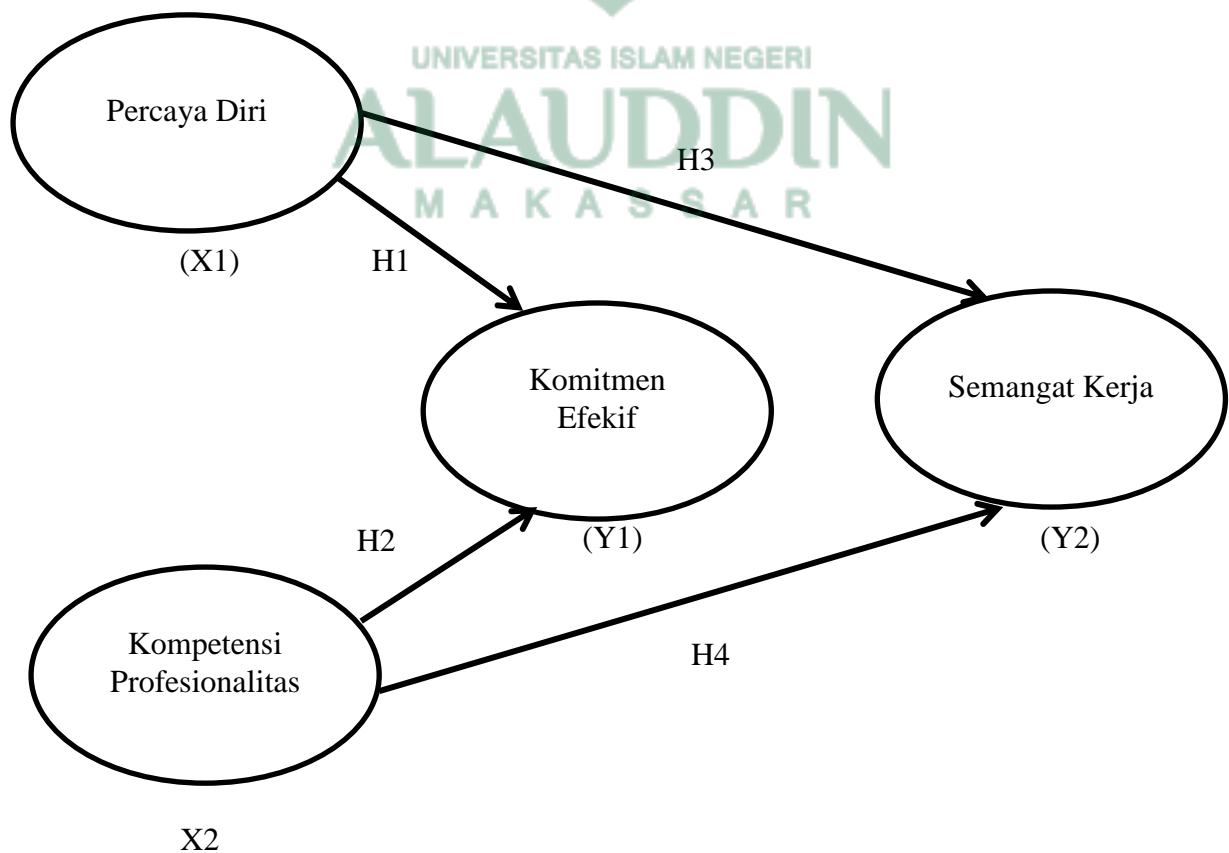 UNIVERSITAS ISLAM NEGERI
ALAUDDIN
MAKASSAR
Percaya Diri
(X1)
H1
H3
Komitmen
Efekif
(Y1)
Semangat Kerja
(Y2)
H2
H4
Kompetensi
Profesionalitas
X2